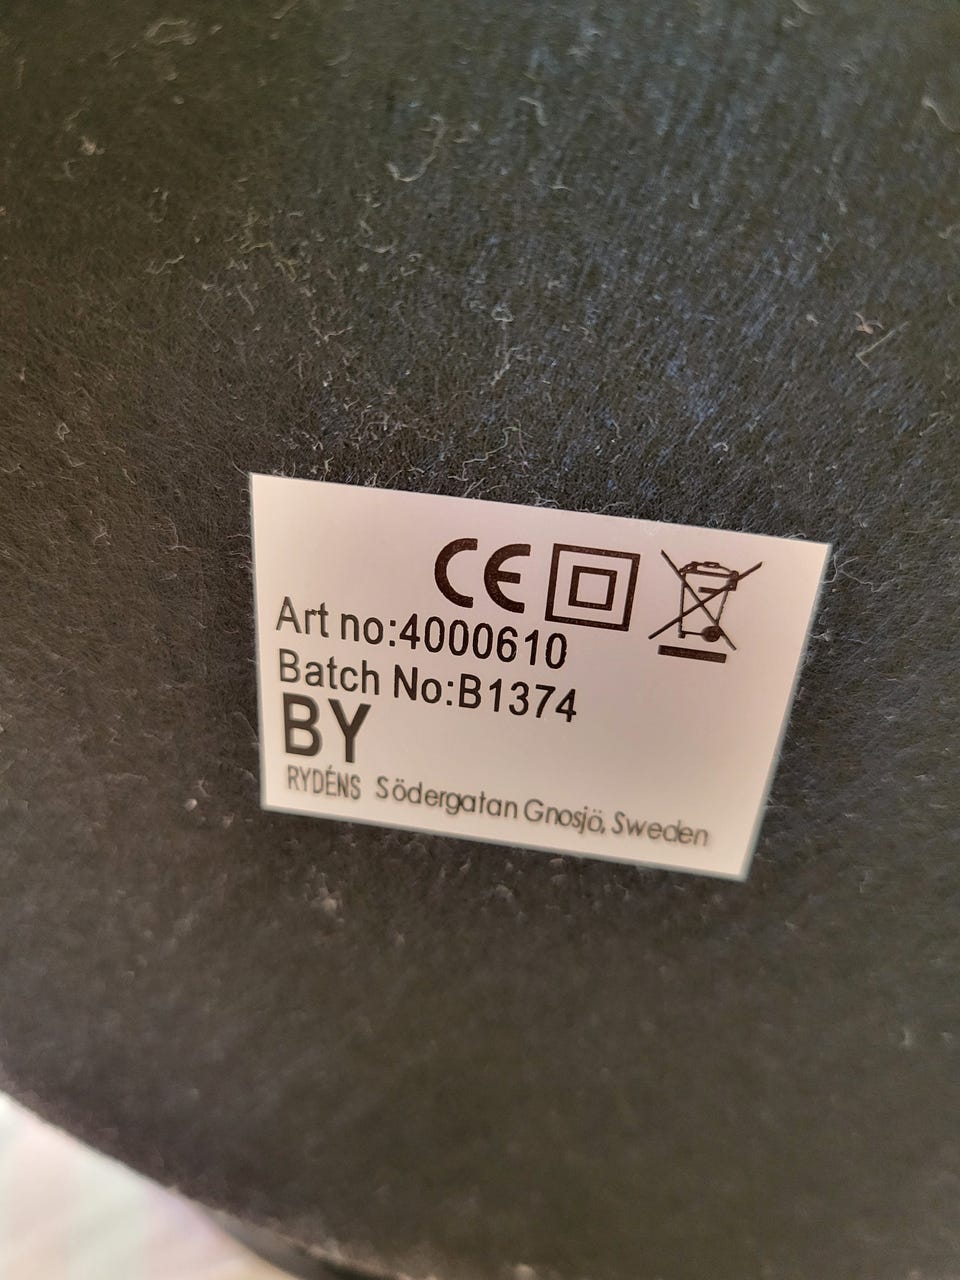 CE
Art no:4000610
Batch No:B1374
BY
RYDÉNS Södergatan Gnosjö, Sweden